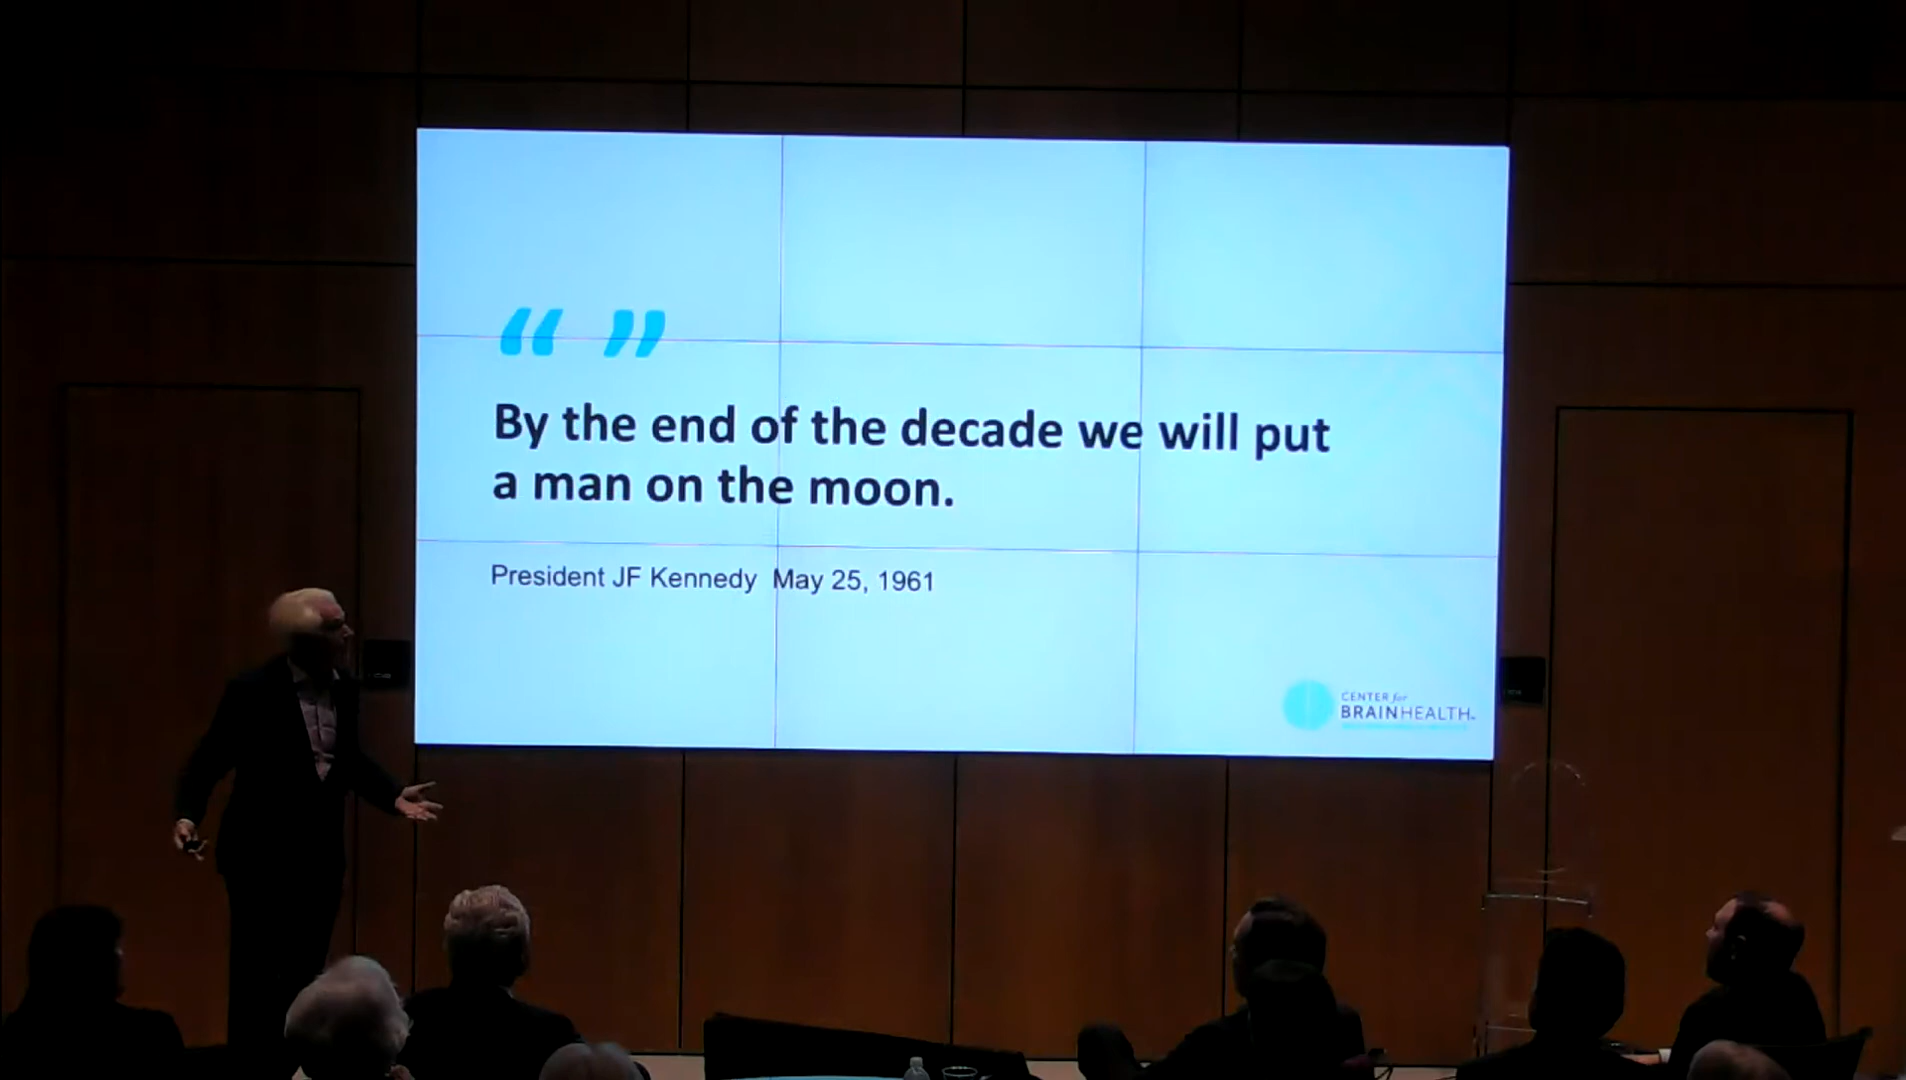 “ ”
By the end of the decade we will put
a man on the moon.
President JF Kennedy May 25, 1961
CENTER for
BRAINHEALTH